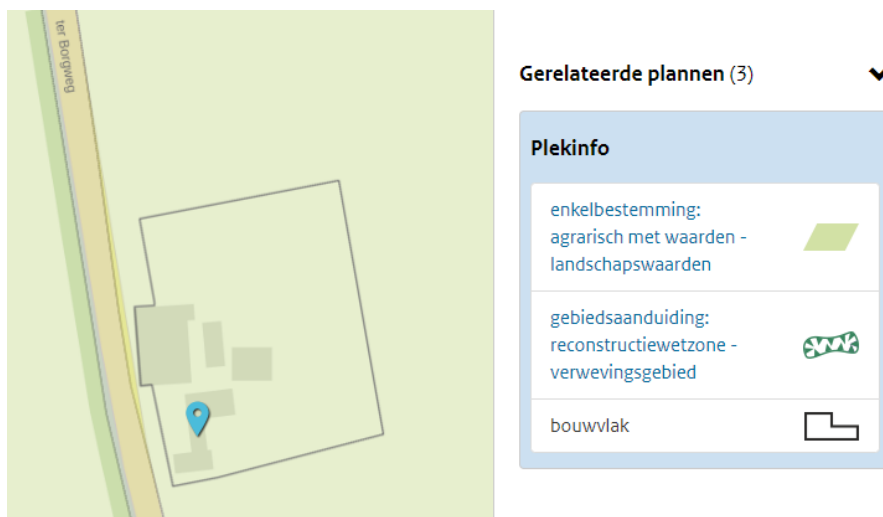 ter Borgweg
Gerelateerde plannen (3)
Plekinfo
enkelbestemming:
agrarisch met waarden -
landschapswaarden
gebiedsaanduiding:
reconstructiewetzone -
verwevingsgebied
bouwvlak